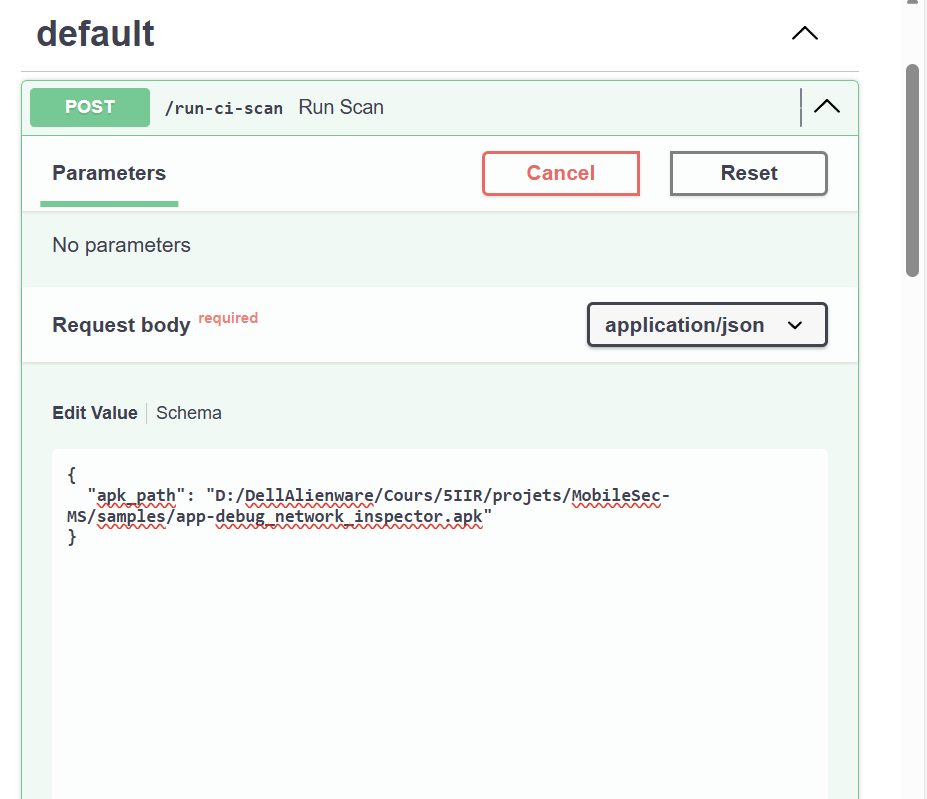 default
POST /run-ci-scan Run Scan
Parameters Cancel Reset
No parameters
Request body required application/json
Edit Value Schema
{
"apk_path": "D:/DellAlienware/Cours/5IIR/projets/MobileSec-
MS/samples/app-debug_network_inspector.apk"
}